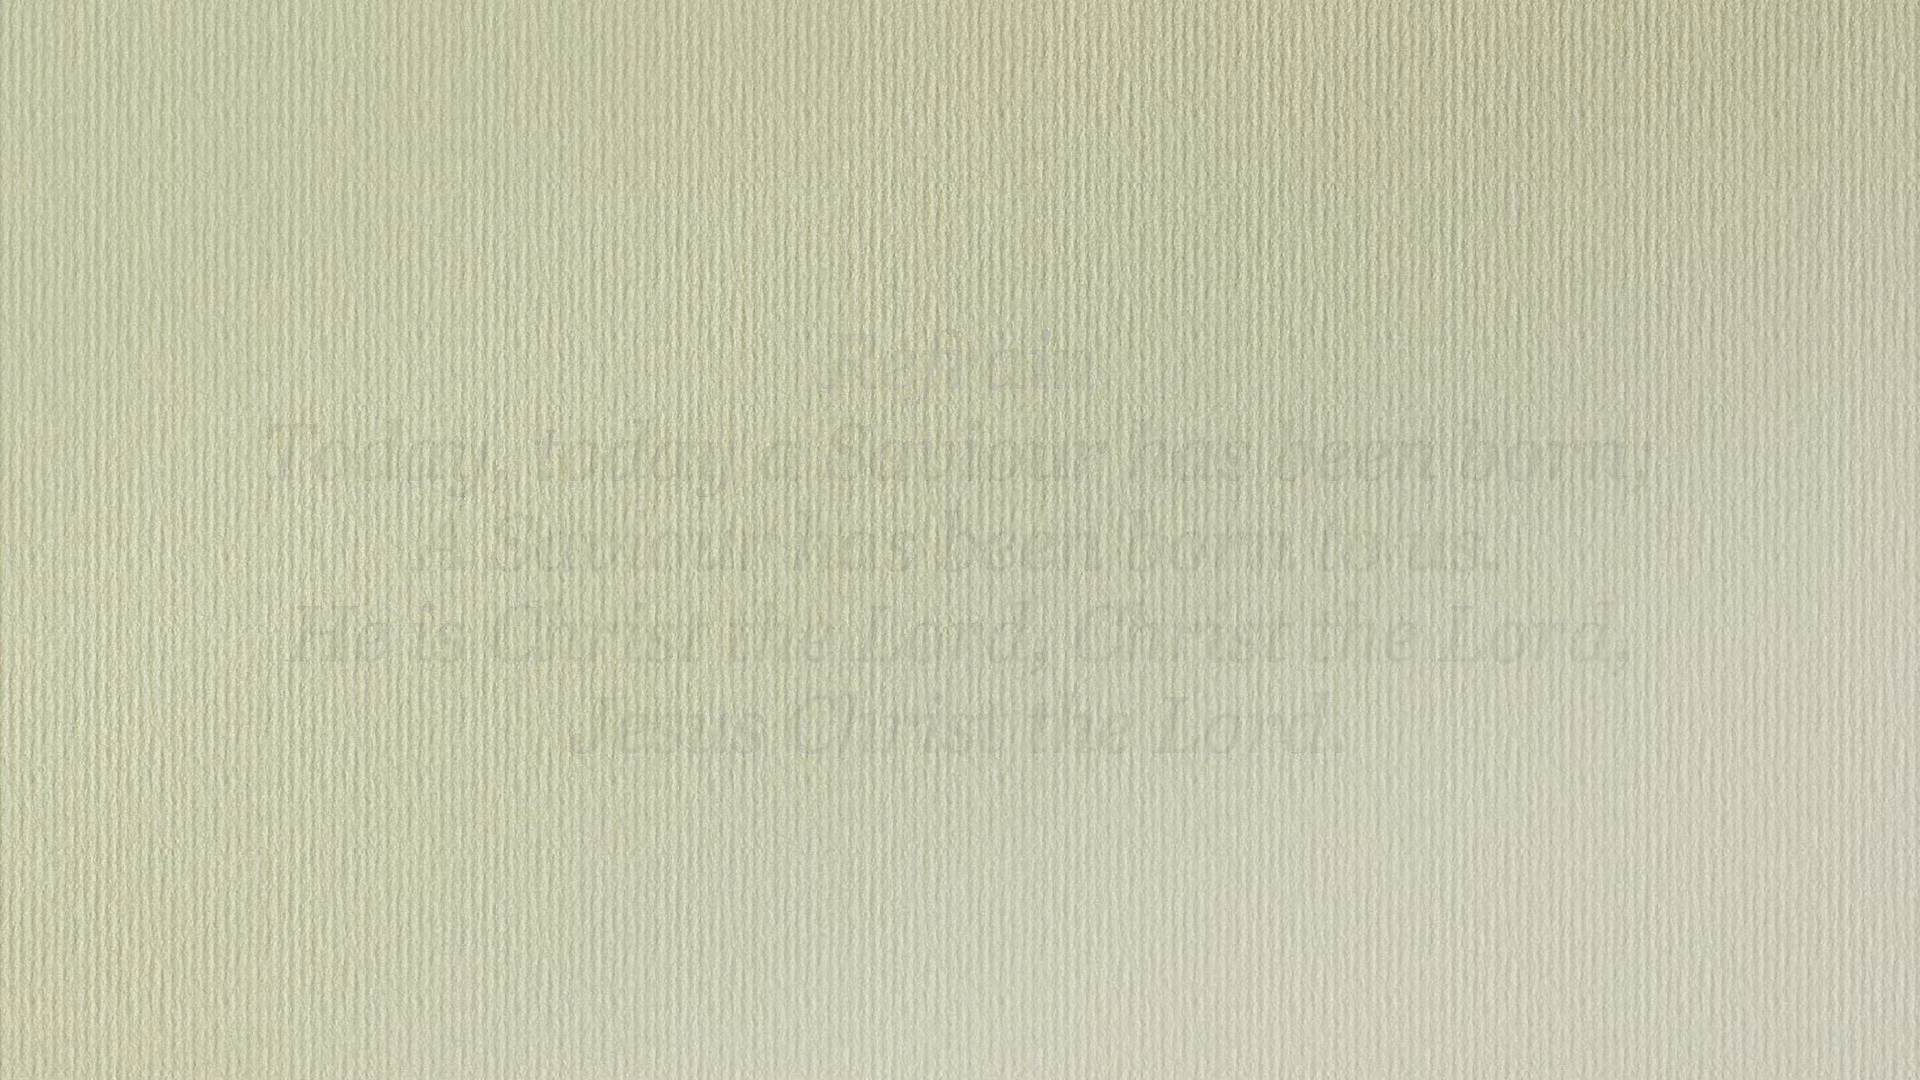 Refrain
Today, today a Saviour has been born;
A Saviour has been born to us.
He is Christ the Lord, Christ the Lord,
Jesus Christ the Lord.